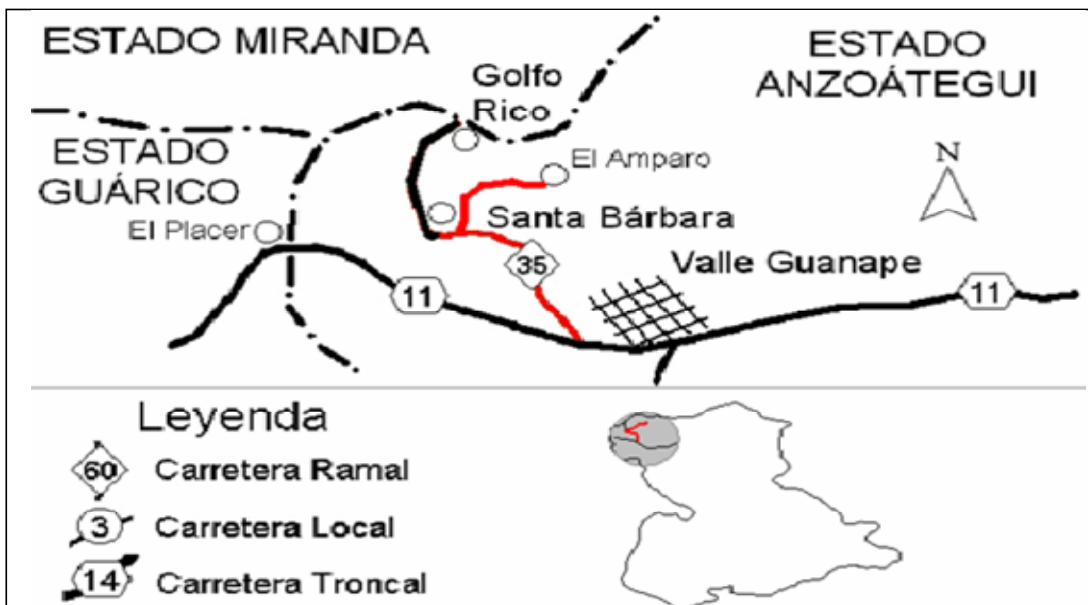 ESTADO MIRANDA
ESTADO
ANZOÁTEGUI
Golfo
Rico
ESTADO
GUÁRICO
El Amparo
N
El Placer
Santa Bárbara
35
Valle Guanape
11
11
Leyenda
60 Carretera Ramal
3 Carretera Local
14 Carretera Troncal